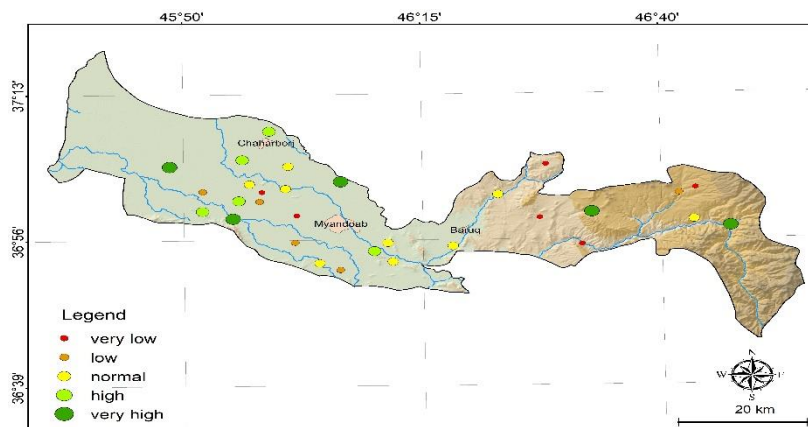 45°50' 46°15' 46°40'
37°13'
36°56'
36°39'
Chaharborj
Myandoab
Baruq
Legend
very low
low
normal
high
very high
N
W E
S
20 km